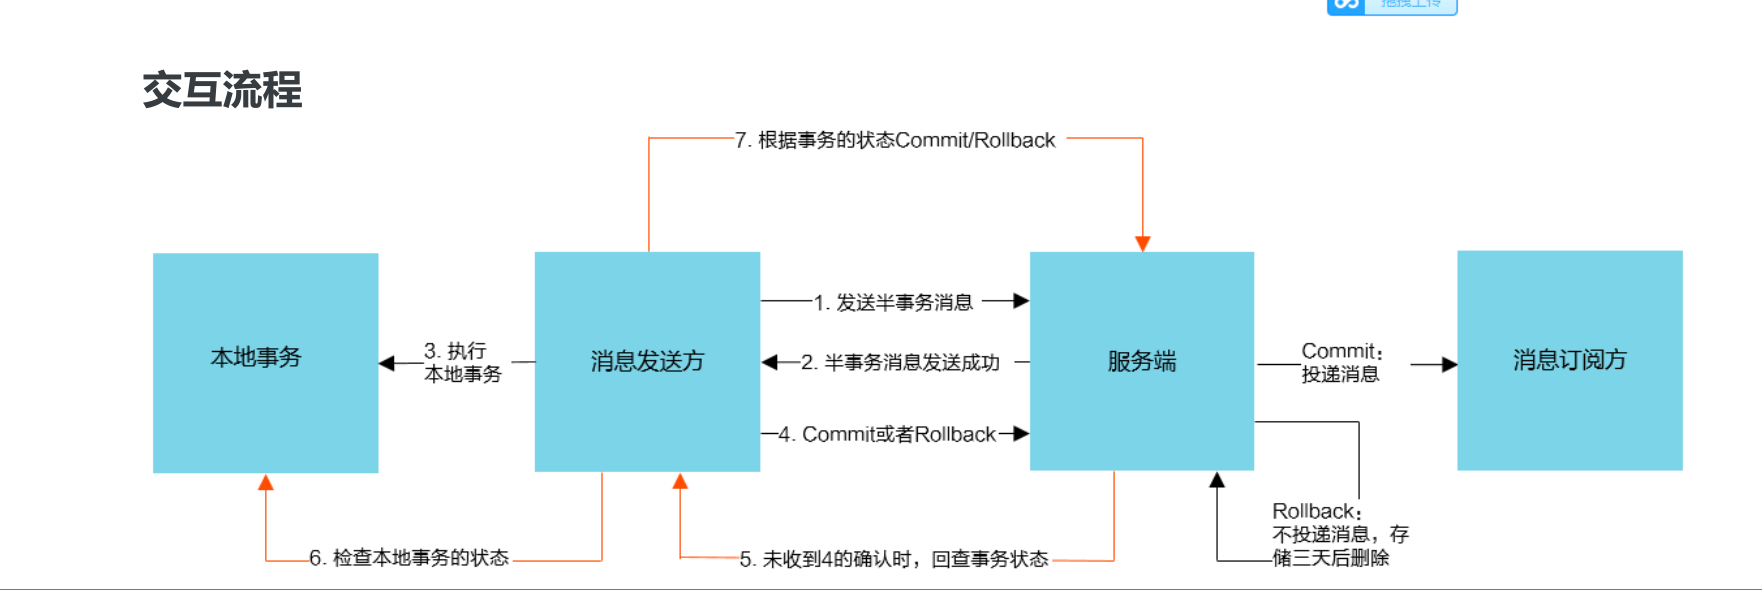 拖拽上传
交互流程
7. 根据事务的状态Commit/Rollback
1. 发送半事务消息
本地事务
3. 执行
本地事务
消息发送方
2. 半事务消息发送成功
服务端
Commit：
投递消息
消息订阅方
4. Commit或者Rollback
Rollback：
不投递消息，存
储三天后删除
6. 检查本地事务的状态
5. 未收到4的确认时，回查事务状态